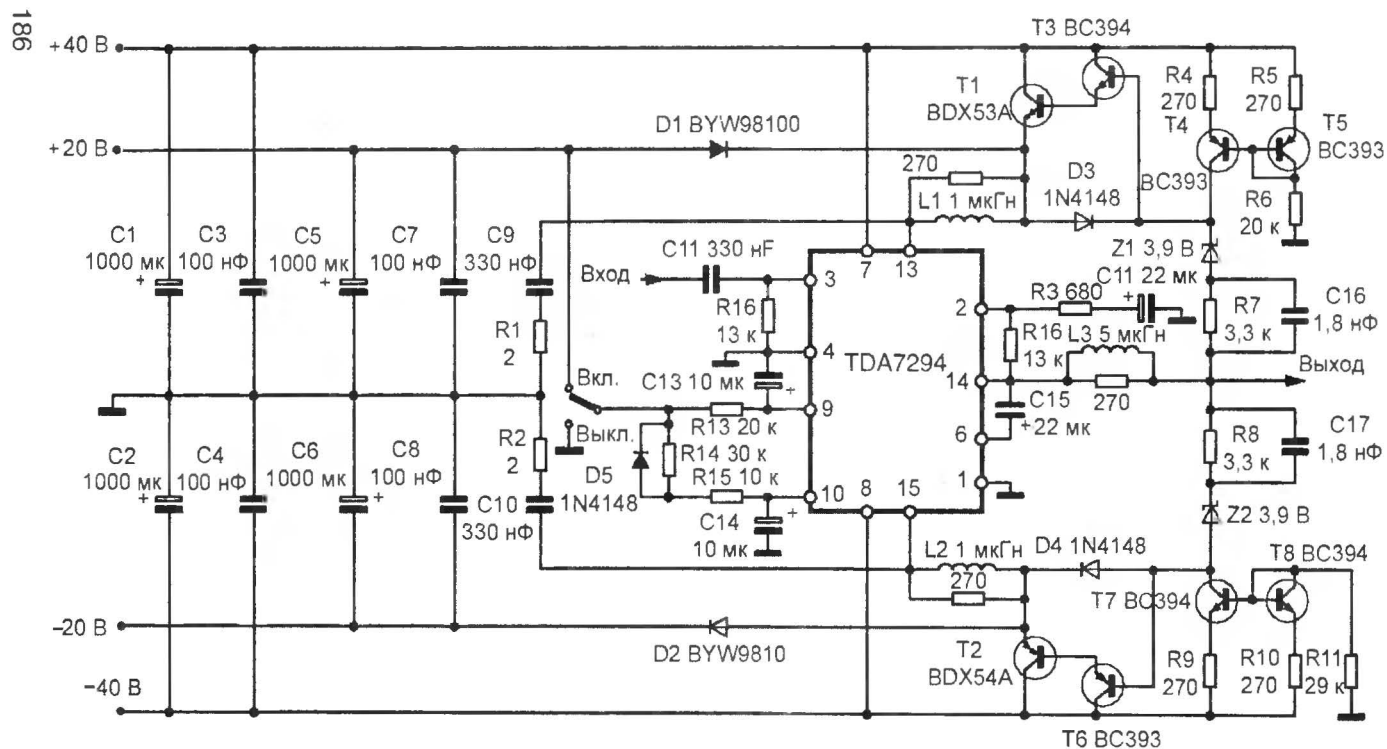 186
+40 В
+20 В
T3 BC394
T1
BDX53A
R4
270
R5
270
T4
T5
BC393
BC393
D1 BYW98100
270
D3
1N4148
L1 1 мкГн
R6
20 к
C1
1000 мк
+
C3
100 нФ
C5
1000 мк
+
C7
100 нФ
C9
330 нФ
C11 330 nF
Вход
7
13
Z1 3,9 В
C11 22 мк
+
R3 680
3
R16
13 к
2
R16
13 к
L3 5 мкГн
R7
3,3 к
C16
1,8 нФ
R1
2
4
TDA7294
14
Выход
Вкл.
C13 10 мк
+
270
C15
+22 мк
R13 20 к
9
6
Выкл.
R2
2
R14 30 к
R8
3,3 к
C17
1,8 нФ
C2
1000 мк
+
C4
100 нФ
C6
1000 мк
+
C8
100 нФ
D5
1N4148
R15 10 к
10
8
15
1
C10
330 нФ
C14
10 мк
+
Z2 3,9 В
L2 1 мкГн
270
D4 1N4148
T8 BC394
T7 BC394
−20 В
D2 BYW9810
T2
BDX54A
R9
270
R10
270
R11
29 к
−40 В
T6 BC393